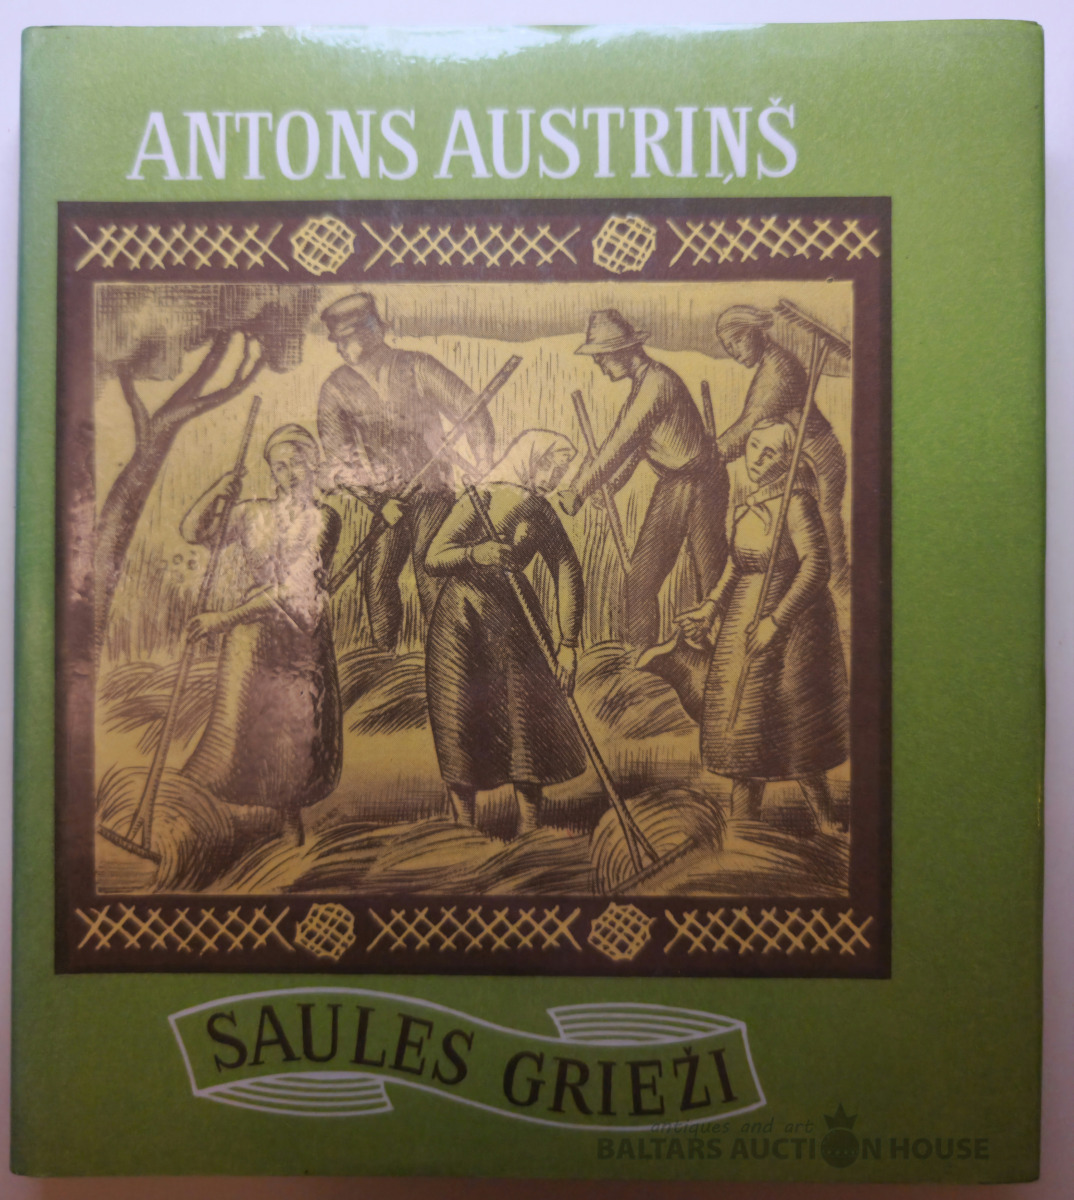 ANTONS AUSTRIŅŠ
SAULES GRIEŽI
antiques and art
BALTARS AUCTION HOUSE